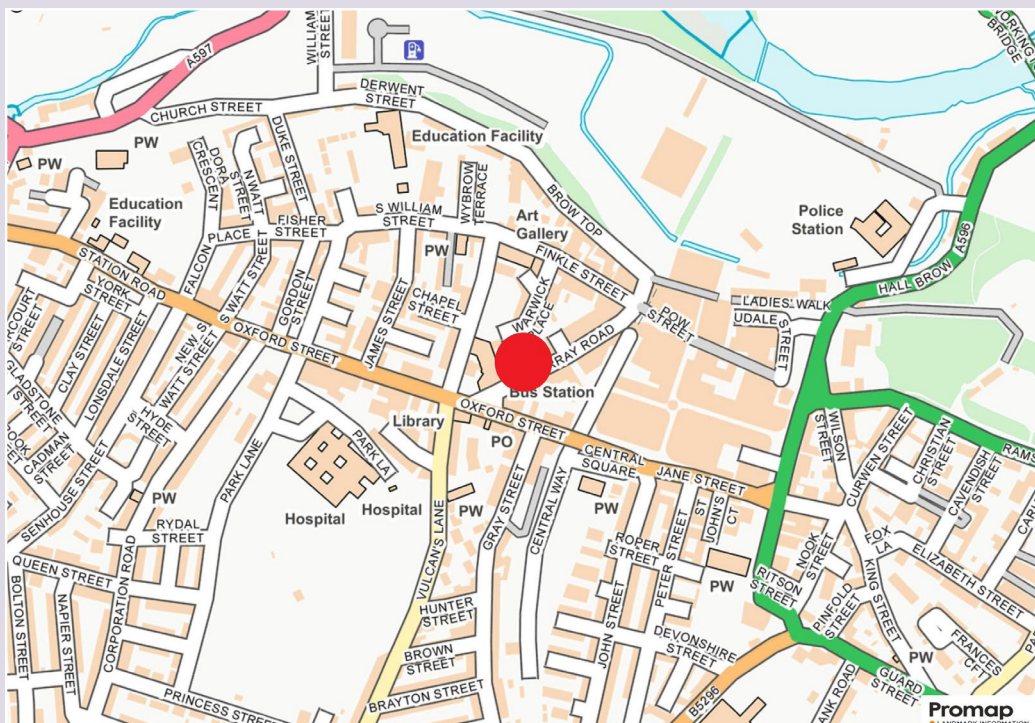 A597
WILLIAM
STREET
WORKINGTON
BRIDGE
CHURCH STREET
DERWENT
STREET
PW
PW
DORA
CRESCENT
N WATT
STREET
DUKE STREET
Education Facility
Education
Facility
S WILLIAM
STREET
WYBROW
TERRACE
Art
Gallery
BROW TOP
Police
Station
HALL BROW
A596
FALCON
PLACE
FISHER
STREET
PW
FINKLE STREET
STATION ROAD
YORK
STREET
S WATT STREET
GORDON
STREET
JAMES STREET
CHAPEL
STREET
WARWICK
PLACE
POW
STREET
LADIES' WALK
UDALE
STREET
CLAY STREET
LONSDALE STREET
NEW
STREET
WATT STREET
OXFORD STREET
Bus Station
GLADSTONE
STREET
CADMAN
STREET
HYDE
STREET
SENHOUSE STREET
PARK LANE
Library
PO
OXFORD STREET
CENTRAL
SQUARE
JANE STREET
WILSON
STREET
CURWEN STREET
CHRISTIAN
STREET
CAVENDISH
STREET
PW
RYDAL
STREET
Hospital
PARK LA
Hospital
VULCAN'S LANE
PW
GRAY STREET
CENTRAL WAY
PW
ROPER
STREET
PETER STREET
ST
JOHN'S
CT
PW
NOOK
STREET
FOX
LA
ELIZABETH STREET
QUEEN STREET
BOLTON STREET
NAPIER STREET
CORPORATION ROAD
PRINCESS STREET
HUNTER
STREET
BROWN
STREET
BRAYTON STREET
JOHN STREET
DEVONSHIRE
STREET
B5296
RITSON
STREET
PINFOLD
STREET
KING STREET
PW
FRANCES
CFT
GUARD
STREET
Promap
LANDMARK INFORMATION